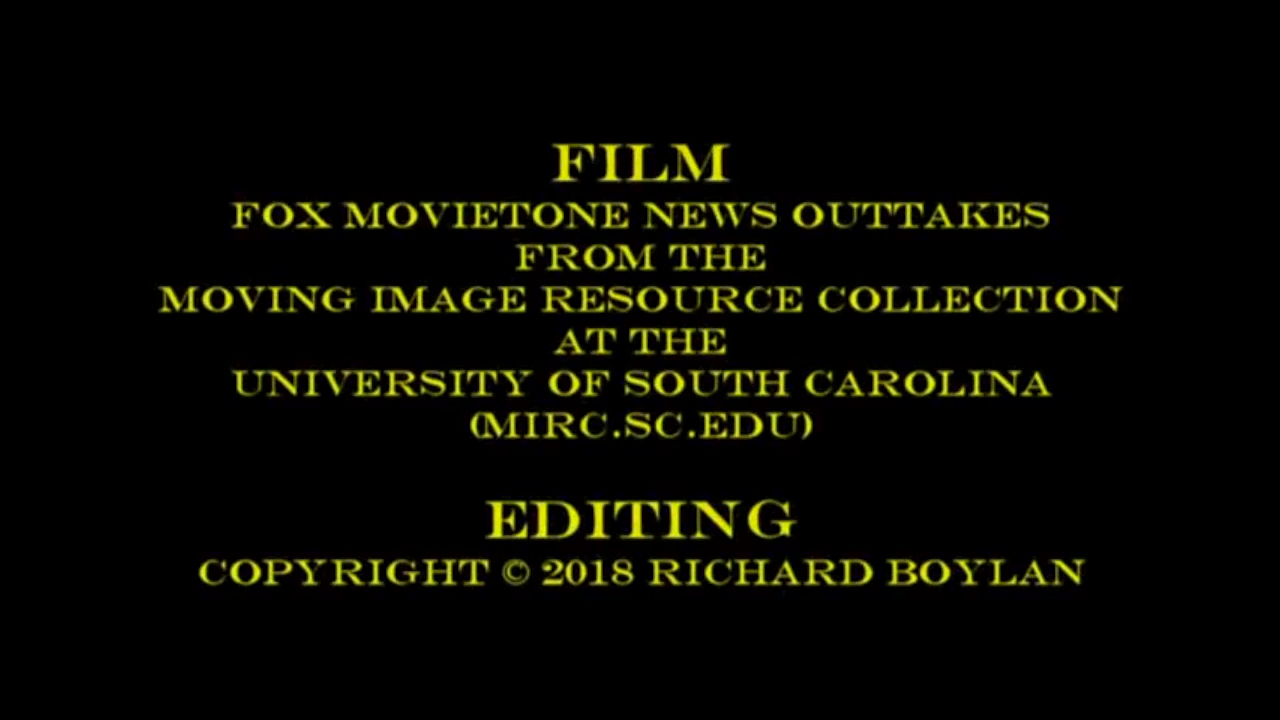 FILM
FOX MOVIETONE NEWS OUTTAKES
FROM THE
MOVING IMAGE RESOURCE COLLECTION
AT THE
UNIVERSITY OF SOUTH CAROLINA
(MIRC.SC.EDU)
EDITING
COPYRIGHT © 2018 RICHARD BOYLAN